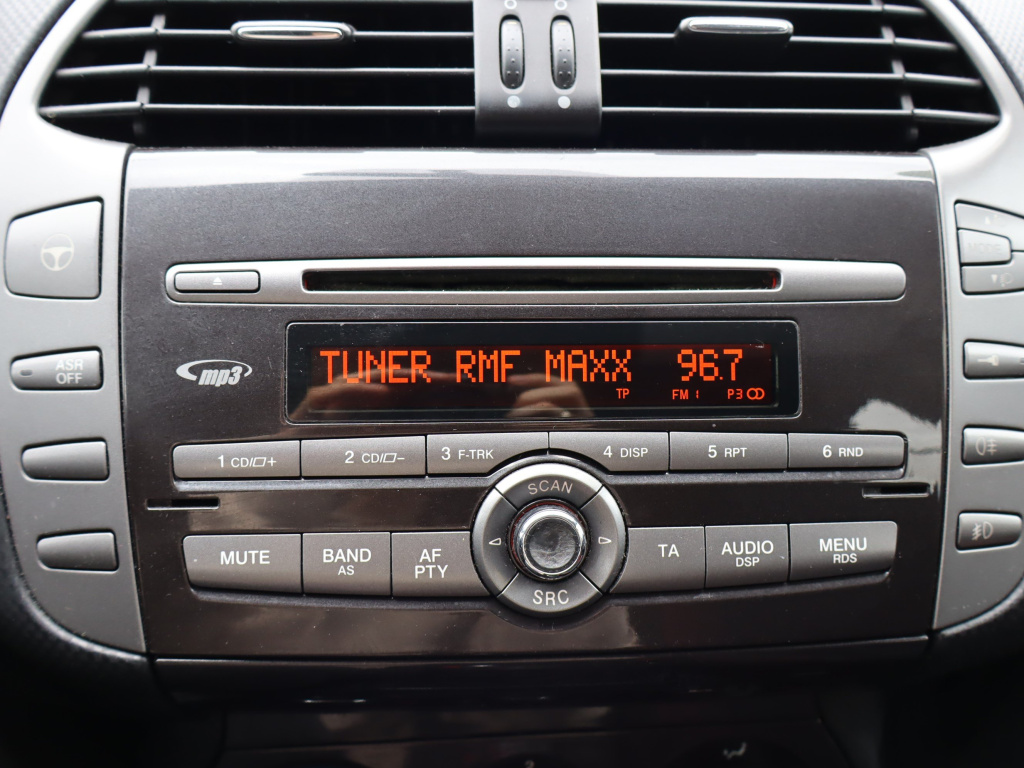 MODE
ASR
OFF
mp3
TUNER RMF MAXX 96.7
TP FM 1 P3
1 CD/+
2 CD/-
3 F-TRK
4 DISP
5 RPT
6 RND
SCAN
MUTE
BAND
AS
AF
PTY
TA
AUDIO
DSP
MENU
RDS
SRC